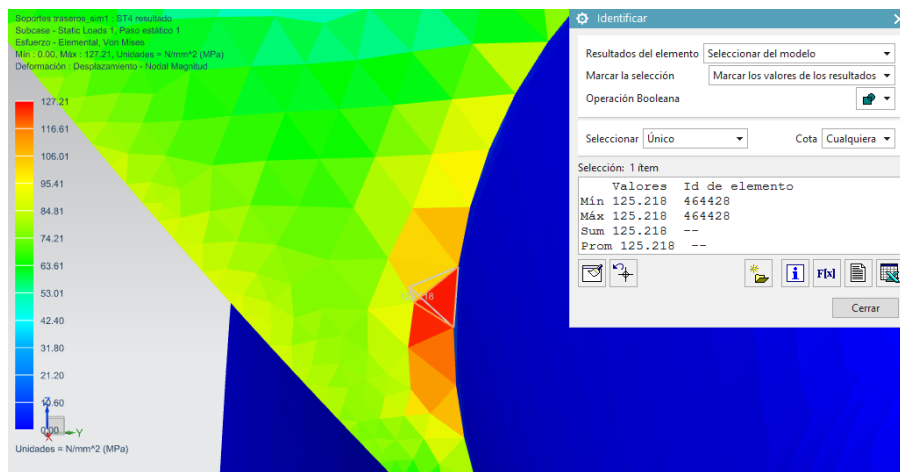 Soportes traseros_sim1 : ST4 resultado
Subcase - Static Loads 1, Paso estático 1
Esfuerzo - Elemental, Von Mises
Mín : 0.00, Máx : 127.21, Unidades = N/mm^2 (MPa)
Deformación : Desplazamiento - Nodal Magnitud
127.21
116.61
106.01
95.41
84.81
74.21
63.61
53.01
42.40
31.80
21.20
10.60
0.00
Z
Y
X
Unidades = N/mm^2 (MPa)
Identificar
Resultados del elemento Seleccionar del modelo
Marcar la selección Marcar los valores de los resultados
Operación Booleana
Seleccionar Único Cota Cualquiera
Selección: 1 ítem
Valores Id de elemento
Mín 125.218 464428
Máx 125.218 464428
Sum 125.218 --
Prom 125.218 --
i F[x]
Cerrar